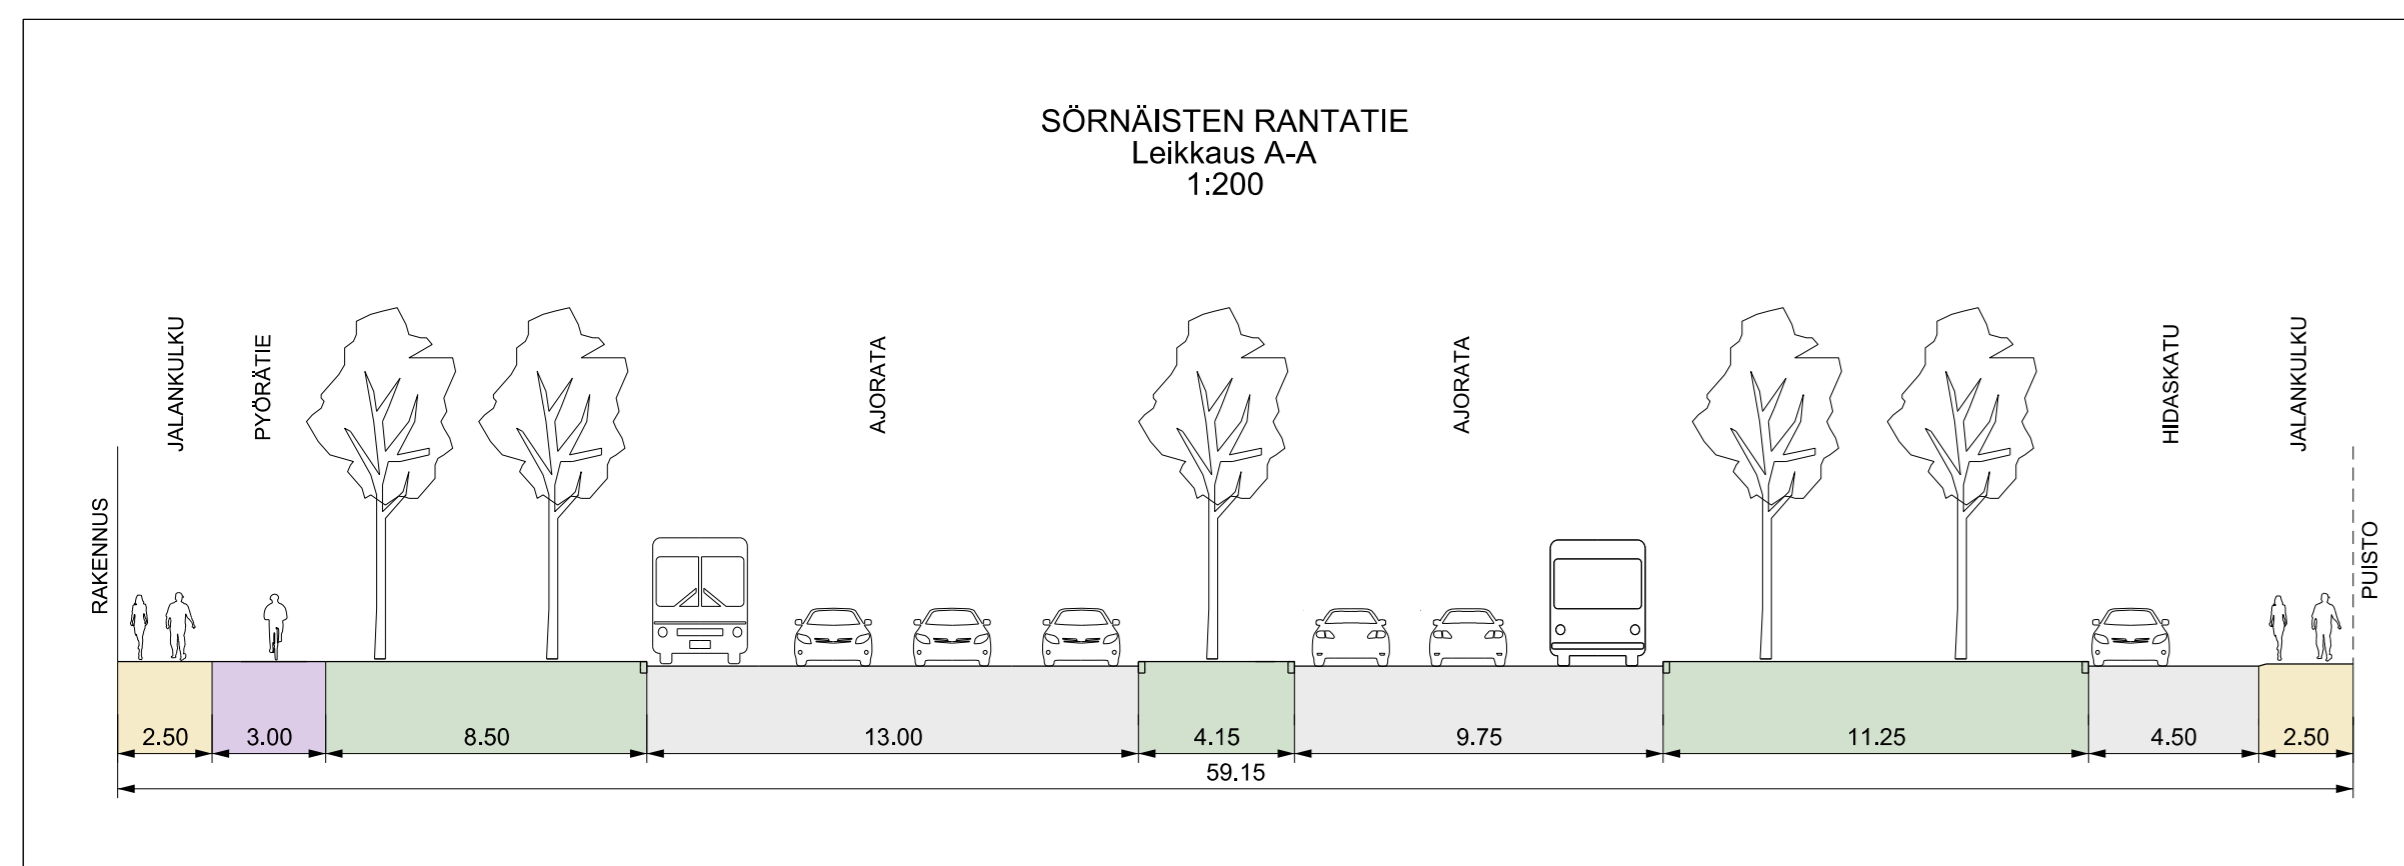 SÖRNÄISTEN RANTATIE
Leikkaus A-A
1:200
RAKENNUS
JALANKULKU
PYÖRÄTIE
AJORATA
AJORATA
HIDASKATU
JALANKULKU
PUISTO
2.50
3.00
8.50
13.00
4.15
9.75
11.25
4.50
2.50
59.15